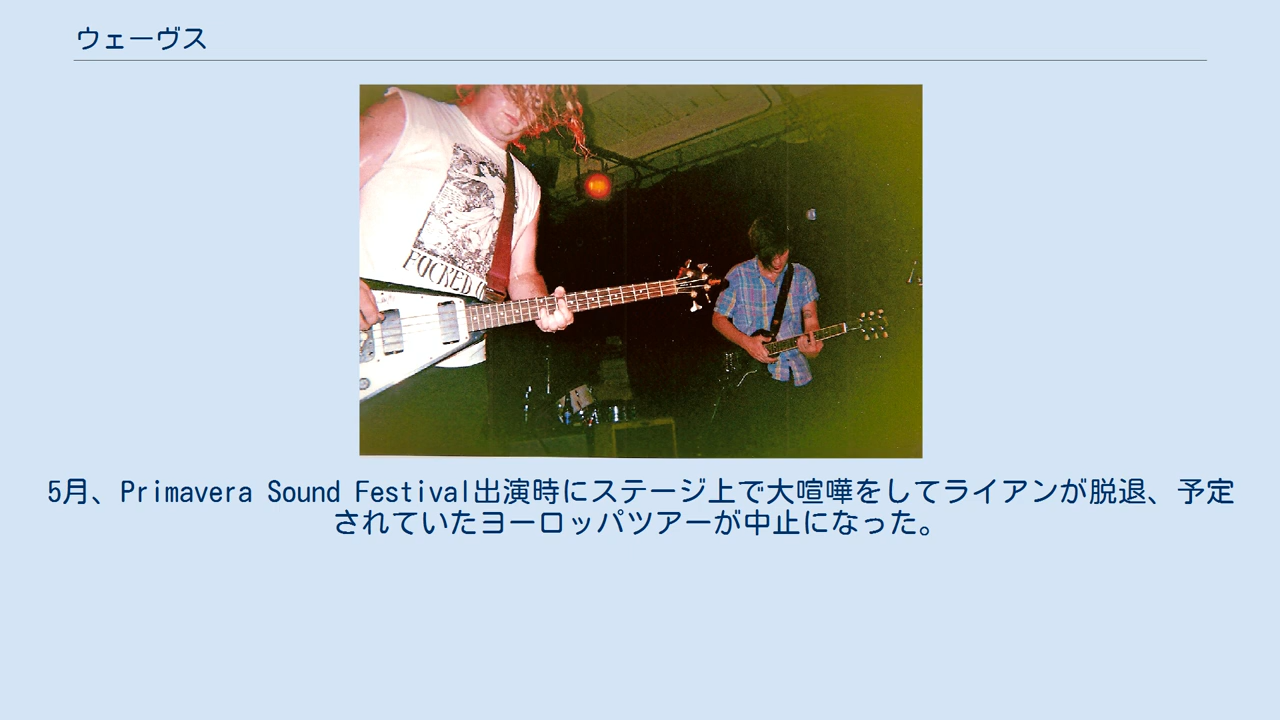 ウェーヴス
FUCKED
5月、Primavera Sound Festival出演時にステージ上で大喧嘩をしてライアンが脱退、予定
されていたヨーロッパツアーが中止になった。